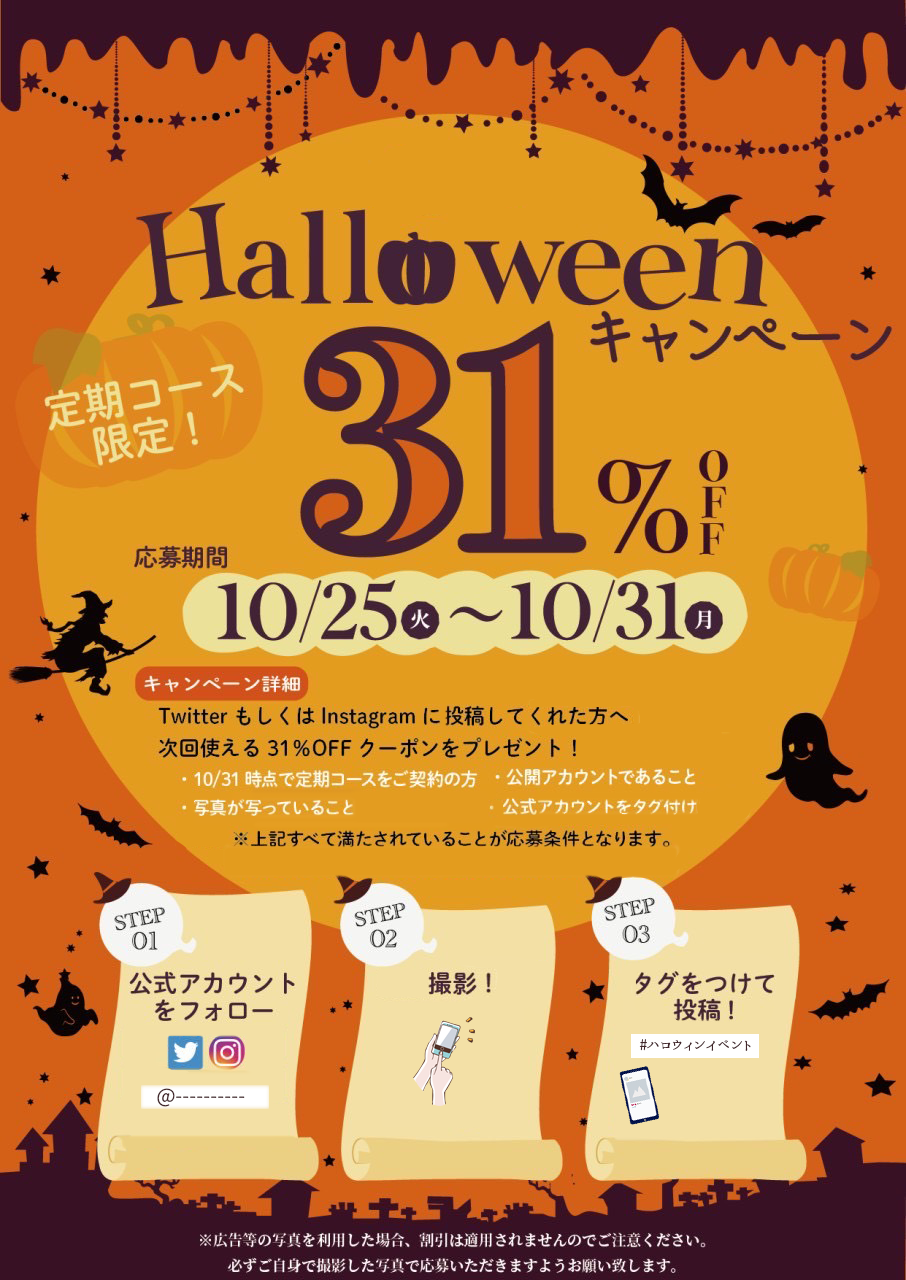 Halloween
キャンペーン
定期コース
限定!
31%OFF
応募期間
10/25火〜10/31月
キャンペーン詳細
Twitter もしくは Instagram に投稿してくれた方へ
次回使える 31%OFF クーポンをプレゼント!
・10/31 時点で定期コースをご契約の方 ・公開アカウントであること
・写真が写っていること ・公式アカウントをタグ付け
※上記すべて満たされていることが応募条件となります。
STEP
01
公式アカウント
をフォロー
@----------
STEP
02
撮影!
STEP
03
タグをつけて
投稿!
#ハロウィンイベント
※広告等の写真を利用した場合、割引は適用されませんのでご注意ください。
必ずご自身で撮影した写真で応募いただきますようお願い致します。